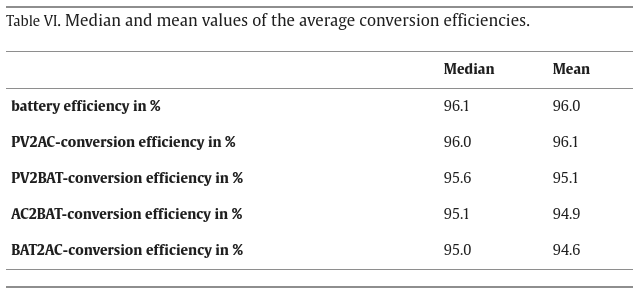 Table VI. Median and mean values of the average conversion efficiencies.
Median Mean
battery efficiency in % 96.1 96.0
PV2AC-conversion efficiency in % 96.0 96.1
PV2BAT-conversion efficiency in % 95.6 95.1
AC2BAT-conversion efficiency in % 95.1 94.9
BAT2AC-conversion efficiency in % 95.0 94.6